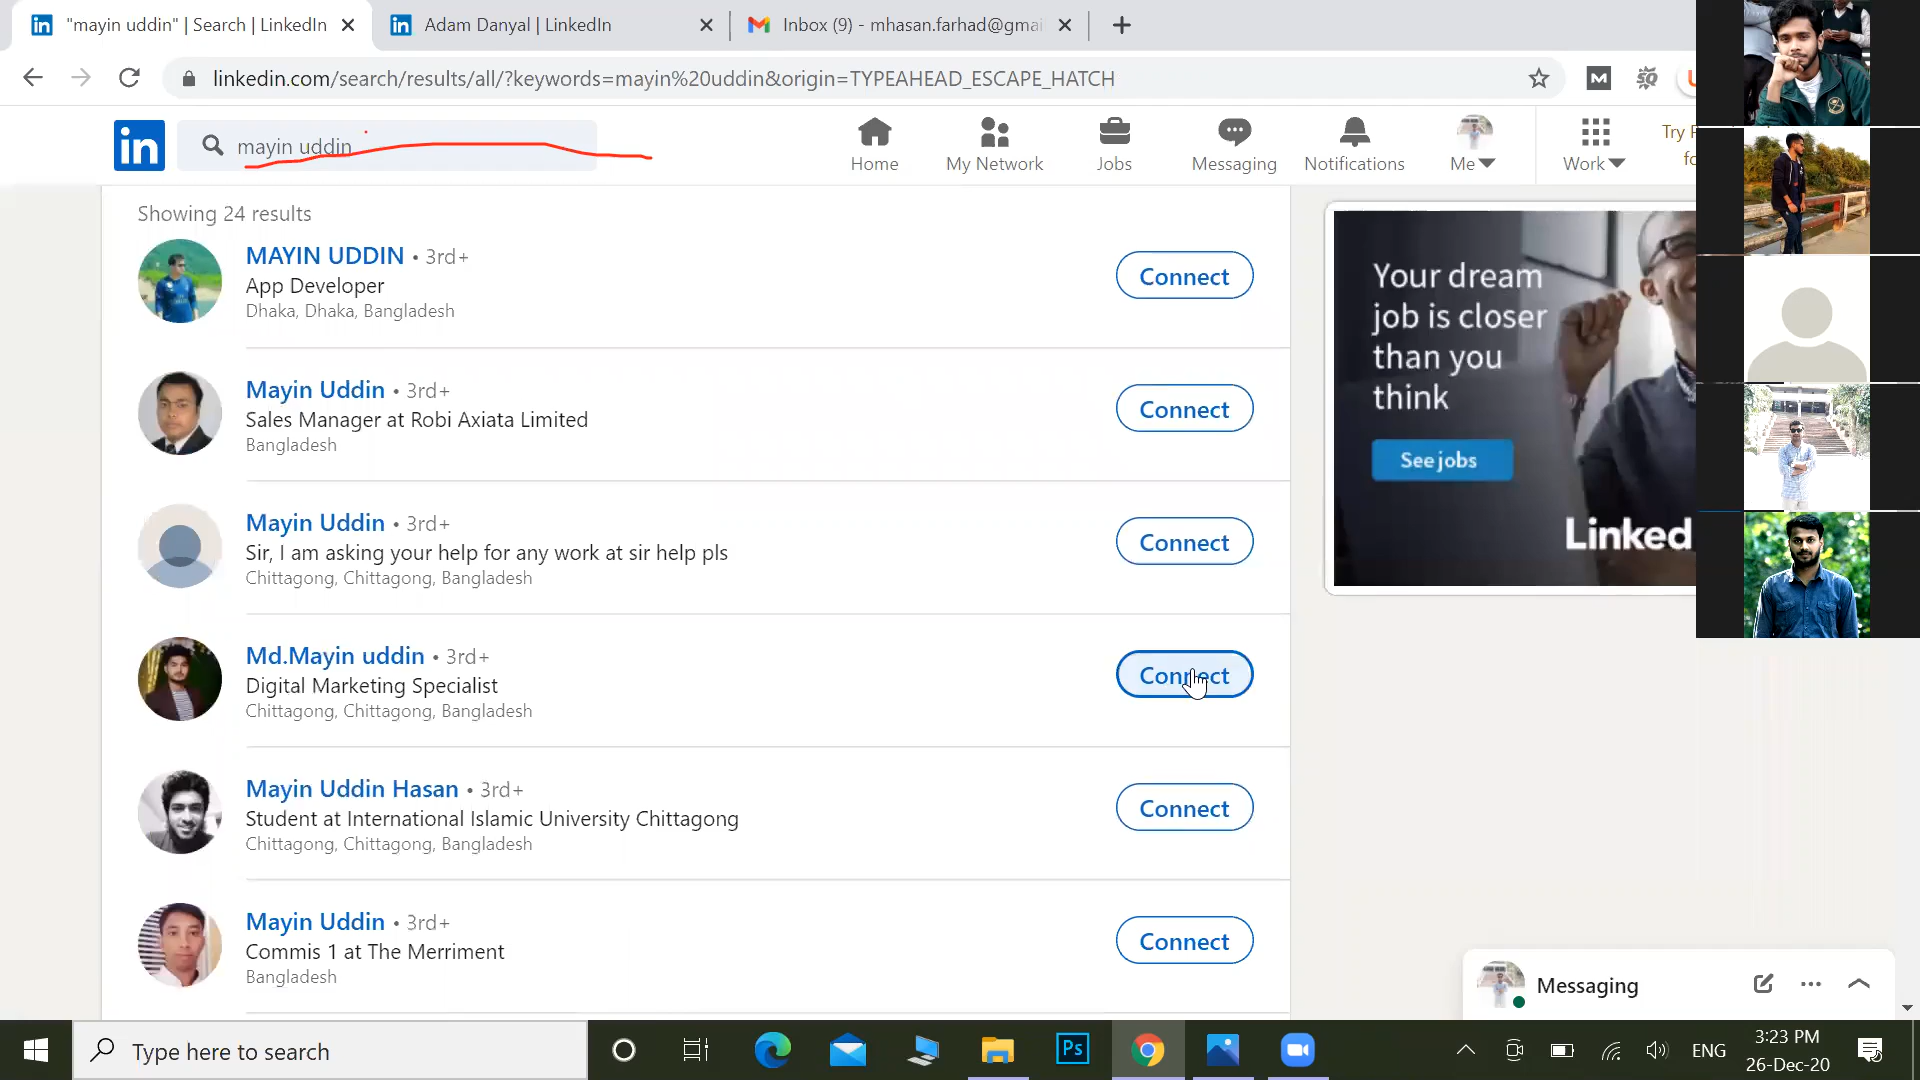 "mayin uddin" | Search | LinkedIn
Adam Danyal | LinkedIn
Inbox (9) - mhasan.farhad@gmai
linkedin.com/search/results/all/?keywords=mayin%20uddin&origin=TYPEAHEAD_ESCAPE_HATCH
in
mayin uddin
Home
My Network
Jobs
Messaging
Notifications
Me
Work
Try
Showing 24 results
MAYIN UDDIN • 3rd+
App Developer
Dhaka, Dhaka, Bangladesh
Connect
Mayin Uddin • 3rd+
Sales Manager at Robi Axiata Limited
Bangladesh
Connect
Mayin Uddin • 3rd+
Sir, I am asking your help for any work at sir help pls
Chittagong, Chittagong, Bangladesh
Connect
Md.Mayin uddin • 3rd+
Digital Marketing Specialist
Chittagong, Chittagong, Bangladesh
Connect
Mayin Uddin Hasan • 3rd+
Student at International Islamic University Chittagong
Chittagong, Chittagong, Bangladesh
Connect
Mayin Uddin • 3rd+
Commis 1 at The Merriment
Bangladesh
Connect
Your dream
job is closer
than you
think
See jobs
Linked
Messaging
Type here to search
Ps
ENG
3:23 PM
26-Dec-20